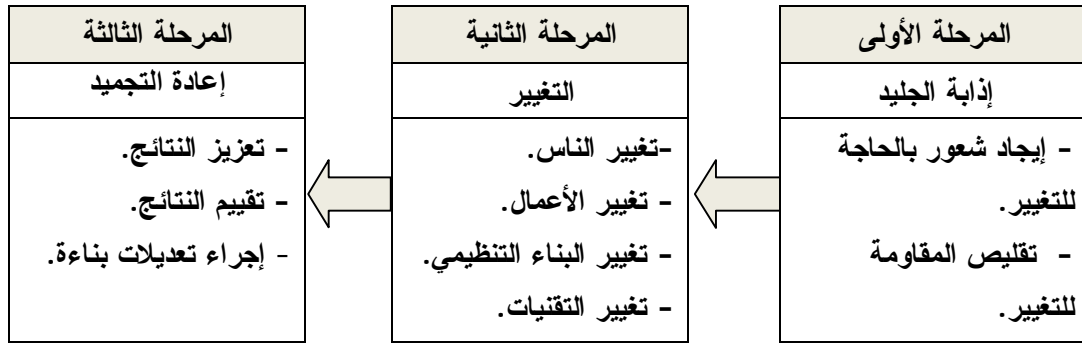 المرحلة الأولى
إذابة الجليد
- إيجاد شعور بالحاجة
للتغيير.
- تقليص المقاومة
للتغيير.
المرحلة الثانية
التغيير
-تغيير الناس.
- تغيير الأعمال.
- تغيير البناء التنظيمي.
- تغيير التقنيات.
المرحلة الثالثة
إعادة التجميد
- تعزيز النتائج.
- تقييم النتائج.
- إجراء تعديلات بناءة.